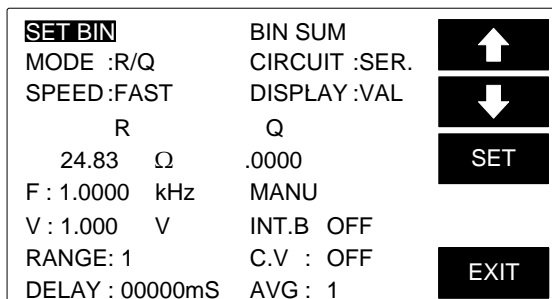 SET BIN BIN SUM
MODE :R/Q CIRCUIT :SER.
SPEED:FAST DISPLAY:VAL
R Q
24.83 Ω .0000 SET
F : 1.0000 kHz MANU
V : 1.000 V INT.B OFF
RANGE: 1 C.V : OFF
EXIT
DELAY : 00000mS AVG : 1